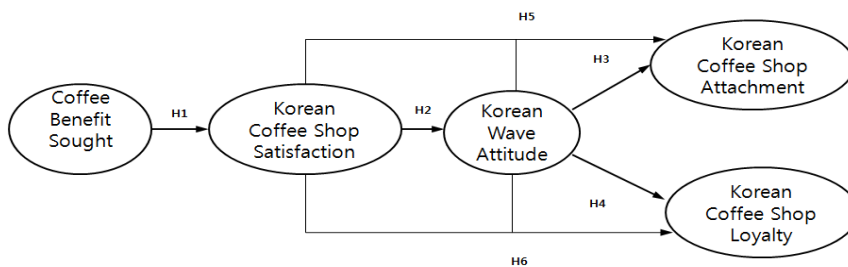 H5
Korean
Coffee Shop
Attachment
H3
Coffee
Benefit
Sought
H1
Korean
Coffee Shop
Satisfaction
H2
Korean
Wave
Attitude
H4
Korean
Coffee Shop
Loyalty
H6